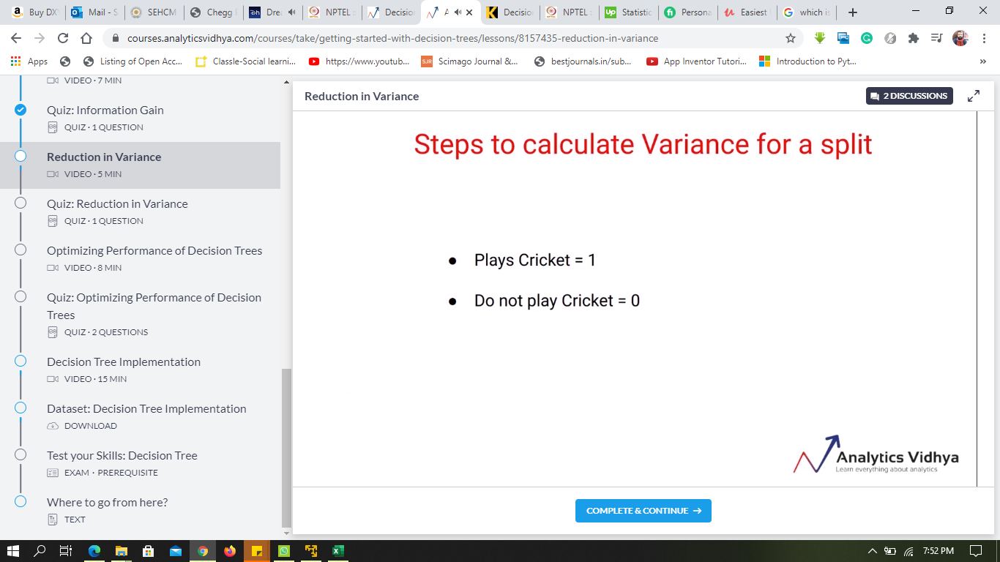 Buy DX
Mail - S
SEHCM
Chegg
Dre
NPTEL
Decision
A
Decisio
NPTEL
Statistic
Persona
Easiest
which is
courses.analyticsvidhya.com/courses/take/getting-started-with-decision-trees/lessons/8157435-reduction-in-variance
Apps
Listing of Open Acc...
Classle-Social learni...
https://www.youtub...
SJR
Scimago Journal &...
bestjournals.in/sub...
App Inventor Tutori...
Introduction to Pyt...
VIDEO · 7 MIN
Quiz: Information Gain
QUIZ · 1 QUESTION
Reduction in Variance
VIDEO · 5 MIN
Quiz: Reduction in Variance
QUIZ · 1 QUESTION
Optimizing Performance of Decision Trees
VIDEO · 8 MIN
Quiz: Optimizing Performance of Decision
Trees
QUIZ · 2 QUESTIONS
Decision Tree Implementation
VIDEO · 15 MIN
Dataset: Decision Tree Implementation
DOWNLOAD
Test your Skills: Decision Tree
EXAM · PREREQUISITE
Where to go from here?
TEXT
Reduction in Variance
2 DISCUSSIONS
Steps to calculate Variance for a split
● Plays Cricket = 1
● Do not play Cricket = 0
Analytics Vidhya
Learn everything about analytics
COMPLETE & CONTINUE →
7:52 PM